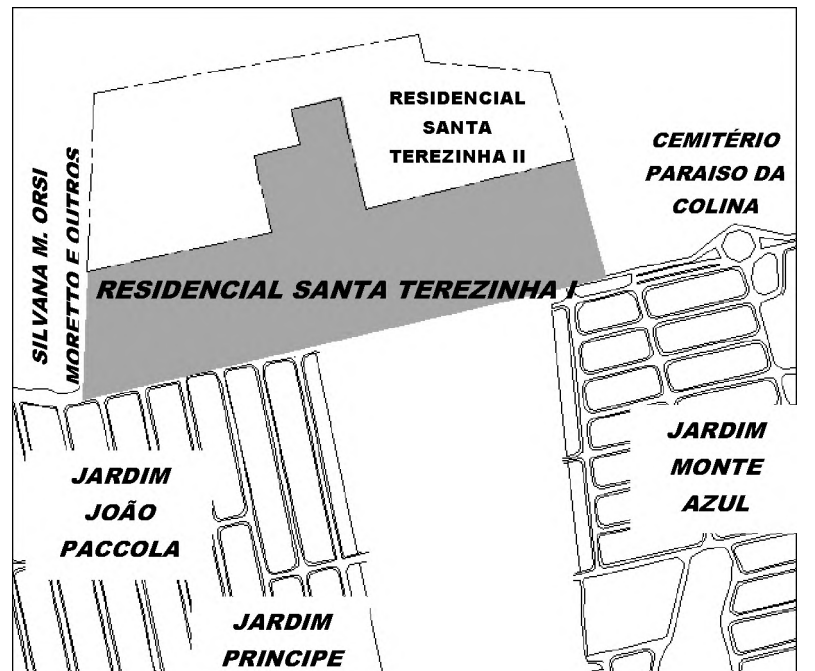 RESIDENCIAL
SANTA
TEREZINHA II
CEMITÉRIO
PARAISO DA
COLINA
SILVANA M. ORSI
MORETTO E OUTROS
RESIDENCIAL SANTA TEREZINHA I
JARDIM
MONTE
AZUL
JARDIM
JOÃO
PACCOLA
JARDIM
PRINCIPE